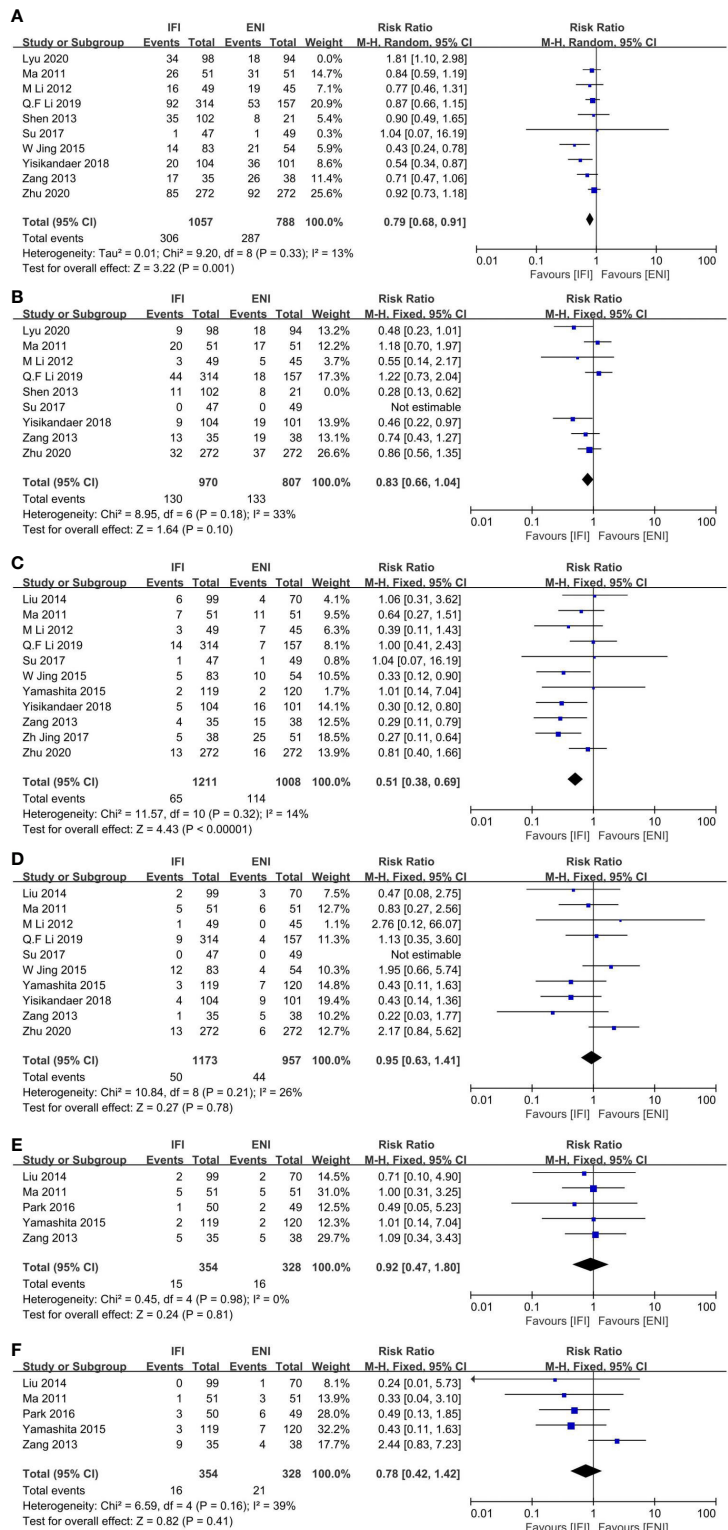 A
IFI ENI Risk Ratio Risk Ratio
Study or Subgroup Events Total Events Total Weight M-H, Random, 95% CI M-H, Random, 95% CI
Lyu 2020 34 98 18 94 0.0% 1.81 [1.10, 2.98]
Ma 2011 26 51 31 51 14.7% 0.84 [0.59, 1.19]
M Li 2012 16 49 19 45 8.0% 0.77 [0.46, 1.31]
Q.F Li 2019 92 314 53 157 20.9% 0.87 [0.66, 1.15]
Shen 2013 35 102 8 21 5.0% 0.90 [0.49, 1.65]
Su 2017 1 47 1 49 0.3% 1.04 [0.07, 16.19]
W Jing 2015 14 83 21 54 5.9% 0.43 [0.24, 0.78]
Yisikandaer 2018 20 104 36 101 8.6% 0.54 [0.34, 0.87]
Zang 2013 17 35 26 38 11.4% 0.71 [0.47, 1.06]
Zhu 2020 85 272 92 272 25.6% 0.92 [0.73, 1.18]
Total (95% CI) 1057 788 100.0% 0.79 [0.68, 0.91]
Total events 306 287
Heterogeneity: Tau² = 0.01; Chi² = 9.20, df = 8 (P = 0.33); I² = 13%
Test for overall effect: Z = 3.22 (P = 0.001)
0.01 0.1 1 10 100
Favours [IFI] Favours [ENI]
B
IFI ENI Risk Ratio Risk Ratio
Study or Subgroup Events Total Events Total Weight M-H, Fixed, 95% CI M-H, Fixed, 95% CI
Lyu 2020 9 98 18 94 13.2% 0.48 [0.23, 1.01]
Ma 2011 20 51 17 51 12.2% 1.18 [0.70, 1.97]
M Li 2012 3 49 5 45 3.7% 0.55 [0.14, 2.17]
Q.F Li 2019 44 314 18 157 17.3% 1.22 [0.73, 2.04]
Shen 2013 11 102 8 21 0.0% 0.28 [0.13, 0.62]
Su 2017 0 47 0 49 Not estimable
Yisikandaer 2018 9 104 19 101 13.9% 0.46 [0.22, 0.97]
Zang 2013 13 35 19 38 13.1% 0.74 [0.43, 1.27]
Zhu 2020 32 272 37 272 26.6% 0.86 [0.56, 1.35]
Total (95% CI) 970 807 100.0% 0.83 [0.66, 1.04]
Total events 130 133
Heterogeneity: Chi² = 8.95, df = 6 (P = 0.18); I² = 33%
Test for overall effect: Z = 1.64 (P = 0.10)
0.01 0.1 1 10 100
Favours [IFI] Favours [ENI]
C
IFI ENI Risk Ratio Risk Ratio
Study or Subgroup Events Total Events Total Weight M-H, Fixed, 95% CI M-H, Fixed, 95% CI
Liu 2014 6 99 4 70 4.1% 1.06 [0.31, 3.62]
Ma 2011 7 51 11 51 9.5% 0.64 [0.27, 1.51]
M Li 2012 3 49 7 45 6.3% 0.39 [0.11, 1.43]
Q.F Li 2019 14 314 7 157 8.1% 1.00 [0.41, 2.43]
Su 2017 1 47 1 49 0.8% 1.04 [0.07, 16.19]
W Jing 2015 5 83 10 54 10.5% 0.33 [0.12, 0.90]
Yamashita 2015 2 119 2 120 1.7% 1.01 [0.14, 7.04]
Yisikandaer 2018 5 104 16 101 14.1% 0.30 [0.12, 0.80]
Zang 2013 4 35 15 38 12.5% 0.29 [0.11, 0.79]
Zh Jing 2017 5 38 25 51 18.5% 0.27 [0.11, 0.64]
Zhu 2020 13 272 16 272 13.9% 0.81 [0.40, 1.66]
Total (95% CI) 1211 1008 100.0% 0.51 [0.38, 0.69]
Total events 65 114
Heterogeneity: Chi² = 11.57, df = 10 (P = 0.32); I² = 14%
Test for overall effect: Z = 4.43 (P < 0.00001)
0.01 0.1 1 10 100
Favours [IFI] Favours [ENI]
D
IFI ENI Risk Ratio Risk Ratio
Study or Subgroup Events Total Events Total Weight M-H, Fixed, 95% CI M-H, Fixed, 95% CI
Liu 2014 2 99 3 70 7.5% 0.47 [0.08, 2.75]
Ma 2011 5 51 6 51 12.7% 0.83 [0.27, 2.56]
M Li 2012 1 49 0 45 1.1% 2.76 [0.12, 66.07]
Q.F Li 2019 9 314 4 157 11.3% 1.13 [0.35, 3.60]
Su 2017 0 47 0 49 Not estimable
W Jing 2015 12 83 4 54 10.3% 1.95 [0.66, 5.74]
Yamashita 2015 3 119 7 120 14.8% 0.43 [0.11, 1.63]
Yisikandaer 2018 4 104 9 101 19.4% 0.43 [0.14, 1.36]
Zang 2013 1 35 5 38 10.2% 0.22 [0.03, 1.77]
Zhu 2020 13 272 6 272 12.7% 2.17 [0.84, 5.62]
Total (95% CI) 1173 957 100.0% 0.95 [0.63, 1.41]
Total events 50 44
Heterogeneity: Chi² = 10.84, df = 8 (P = 0.21); I² = 26%
Test for overall effect: Z = 0.27 (P = 0.78)
0.01 0.1 1 10 100
Favours [IFI] Favours [ENI]
E
IFI ENI Risk Ratio Risk Ratio
Study or Subgroup Events Total Events Total Weight M-H, Fixed, 95% CI M-H, Fixed, 95% CI
Liu 2014 2 99 2 70 14.5% 0.71 [0.10, 4.90]
Ma 2011 5 51 5 51 31.0% 1.00 [0.31, 3.25]
Park 2016 1 50 2 49 12.5% 0.49 [0.05, 5.23]
Yamashita 2015 2 119 2 120 12.3% 1.01 [0.14, 7.04]
Zang 2013 5 35 5 38 29.7% 1.09 [0.34, 3.43]
Total (95% CI) 354 328 100.0% 0.92 [0.47, 1.80]
Total events 15 16
Heterogeneity: Chi² = 0.45, df = 4 (P = 0.98); I² = 0%
Test for overall effect: Z = 0.24 (P = 0.81)
0.01 0.1 1 10 100
Favours [IFI] Favours [ENI]
F
IFI ENI Risk Ratio Risk Ratio
Study or Subgroup Events Total Events Total Weight M-H, Fixed, 95% CI M-H, Fixed, 95% CI
Liu 2014 0 99 1 70 8.1% 0.24 [0.01, 5.73]
Ma 2011 1 51 3 51 13.9% 0.33 [0.04, 3.10]
Park 2016 3 50 6 49 28.0% 0.49 [0.13, 1.85]
Yamashita 2015 3 119 7 120 32.2% 0.43 [0.11, 1.63]
Zang 2013 9 35 4 38 17.7% 2.44 [0.83, 7.23]
Total (95% CI) 354 328 100.0% 0.78 [0.42, 1.42]
Total events 16 21
Heterogeneity: Chi² = 6.59, df = 4 (P = 0.16); I² = 39%
Test for overall effect: Z = 0.82 (P = 0.41)
0.01 0.1 1 10 100
Favours [IFI] Favours [ENI]